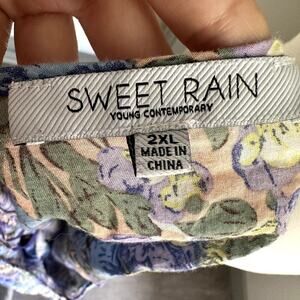 SWEET RAIN
YOUNG CONTEMPORARY
2XL
MADE IN
CHINA